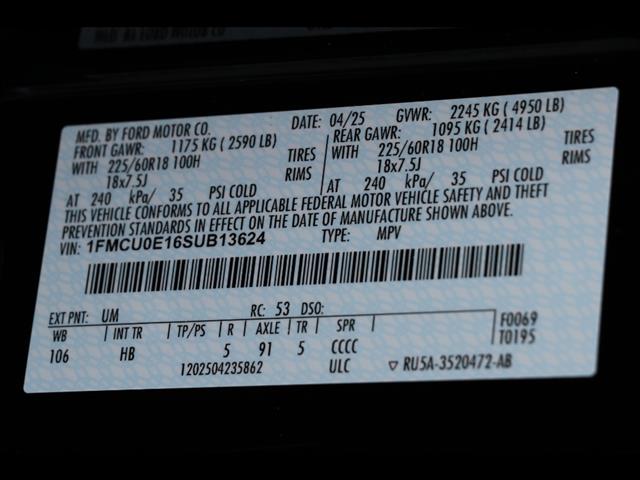 MFD. BY FORD MOTOR CO. DATE: 04/25 GVWR: 2245 KG ( 4950 LB)
FRONT GAWR: 1175 KG ( 2590 LB) REAR GAWR: 1095 KG ( 2414 LB)
WITH 225/60R18 100H TIRES WITH 225/60R18 100H TIRES
18x7.5J RIMS 18x7.5J RIMS
AT 240 kPa/ 35 PSI COLD AT 240 kPa/ 35 PSI COLD
THIS VEHICLE CONFORMS TO ALL APPLICABLE FEDERAL MOTOR VEHICLE SAFETY AND THEFT
PREVENTION STANDARDS IN EFFECT ON THE DATE OF MANUFACTURE SHOWN ABOVE.
VIN: 1FMCU0E16SUB13624 TYPE: MPV
EXT PNT: UM RC: 53 DSO:
WB INT TR TP/PS R AXLE TR SPR F0069
106 HB 5 91 5 CCCC T0195
1202504235862 ULC ▽ RU5A-3520472-AB